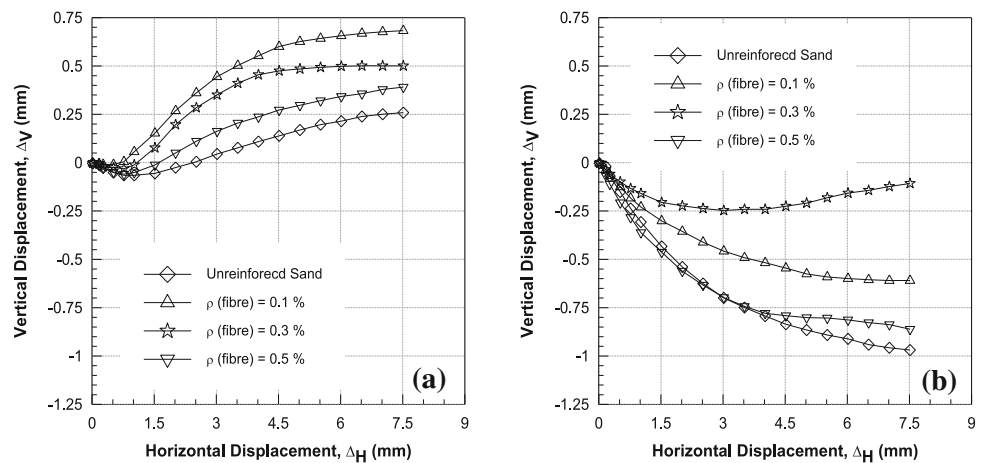 0.75
0.5
0.25
0
-0.25
-0.5
-0.75
-1
-1.25
Vertical Displacement, ΔV (mm)
Unreinforecd Sand
ρ (fibre) = 0.1 %
ρ (fibre) = 0.3 %
ρ (fibre) = 0.5 %
(a)
0 1.5 3 4.5 6 7.5 9
Horizontal Displacement, ΔH (mm)
0.75
0.5
0.25
0
-0.25
-0.5
-0.75
-1
-1.25
Vertical Displacement, ΔV (mm)
Unreinforecd Sand
ρ (fibre) = 0.1 %
ρ (fibre) = 0.3 %
ρ (fibre) = 0.5 %
(b)
0 1.5 3 4.5 6 7.5 9
Horizontal Displacement, ΔH (mm)